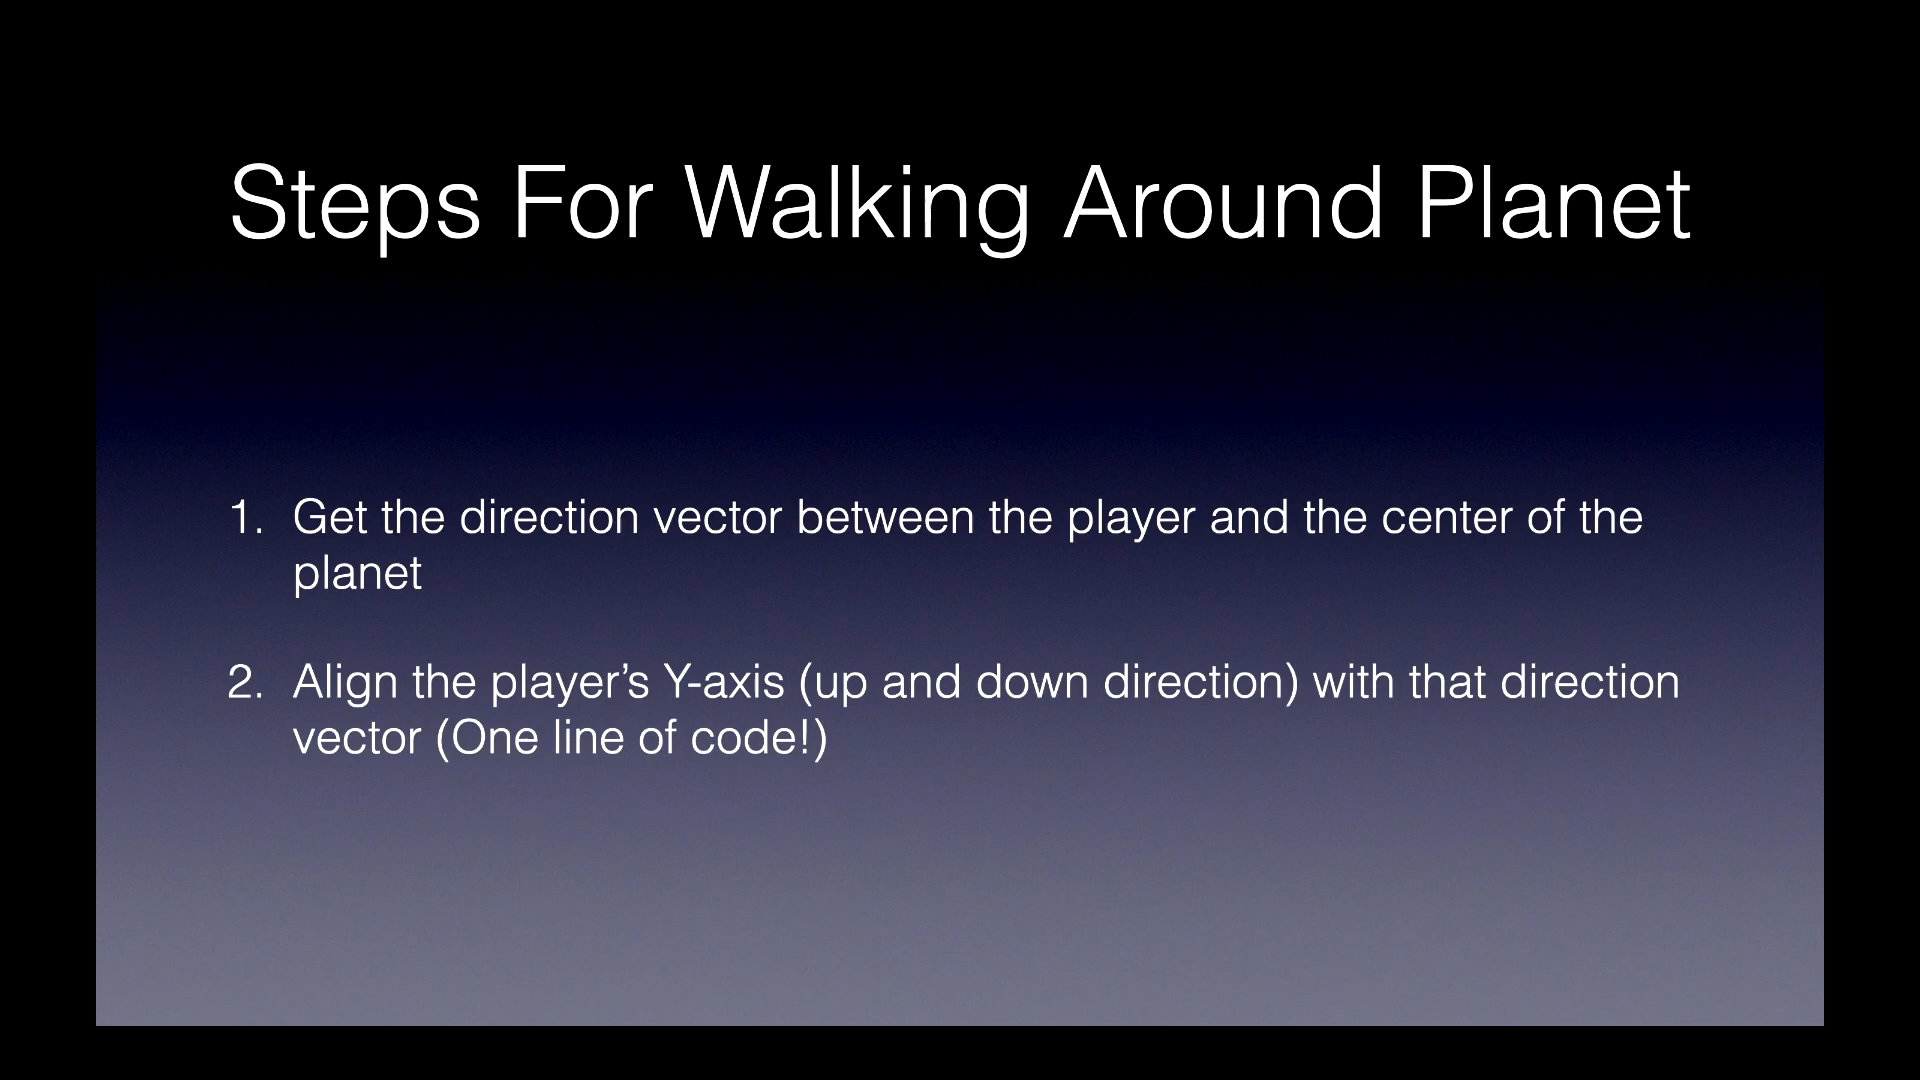 Steps For Walking Around Planet
1. Get the direction vector between the player and the center of the
planet
2. Align the player’s Y-axis (up and down direction) with that direction
vector (One line of code!)